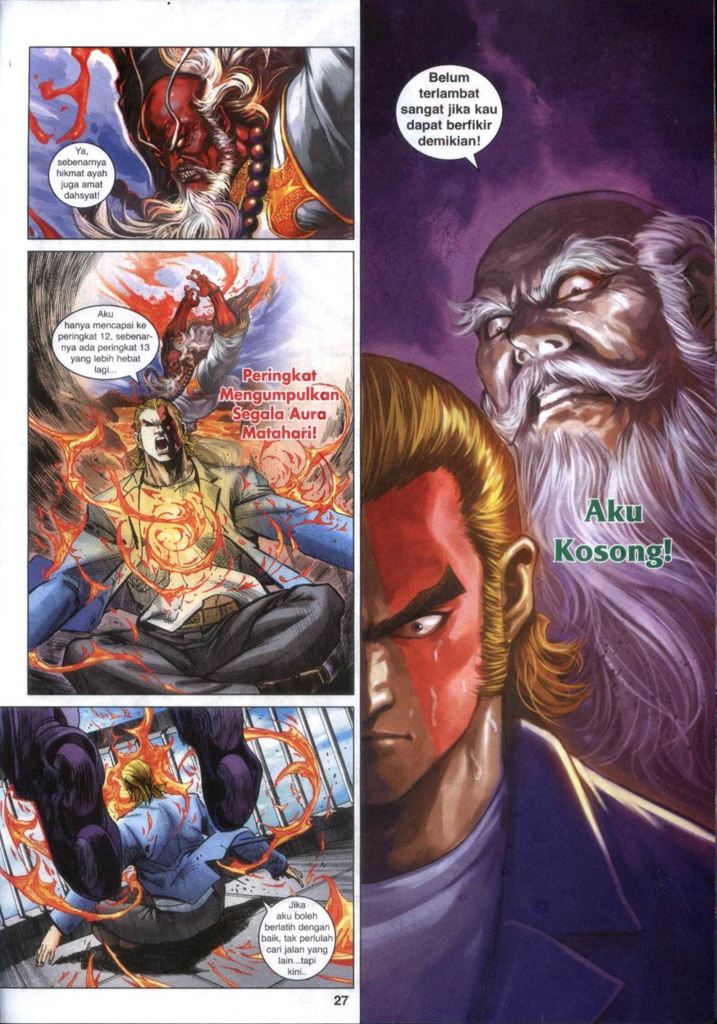 Ya,
sebenarnya
hikmat ayah
juga amat
dahsyat!
Aku
hanya mencapai ke
peringkat 12, sebenar-
nya ada peringkat 13
yang lebih hebat
lagi...
Peringkat
Mengumpulkan
Segala Aura
Matahari!
Jika
aku boleh
berlatih dengan
baik, tak perlulah
cari jalan yang
lain...tapi
kini..
27
Belum
terlambat
sangat jika kau
dapat berfikir
demikian!
Aku
Kosong!